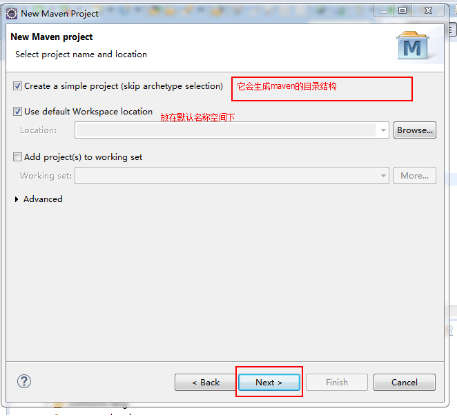 New Maven Project
New Maven project
Select project name and location
M
Create a simple project (skip archetype selection)
它会生成maven的目录结构
Use default Workspace location
放在默认名称空间下
Location:
Browse...
Add project(s) to working set
Working set:
More...
Advanced
?
< Back
Next >
Finish
Cancel